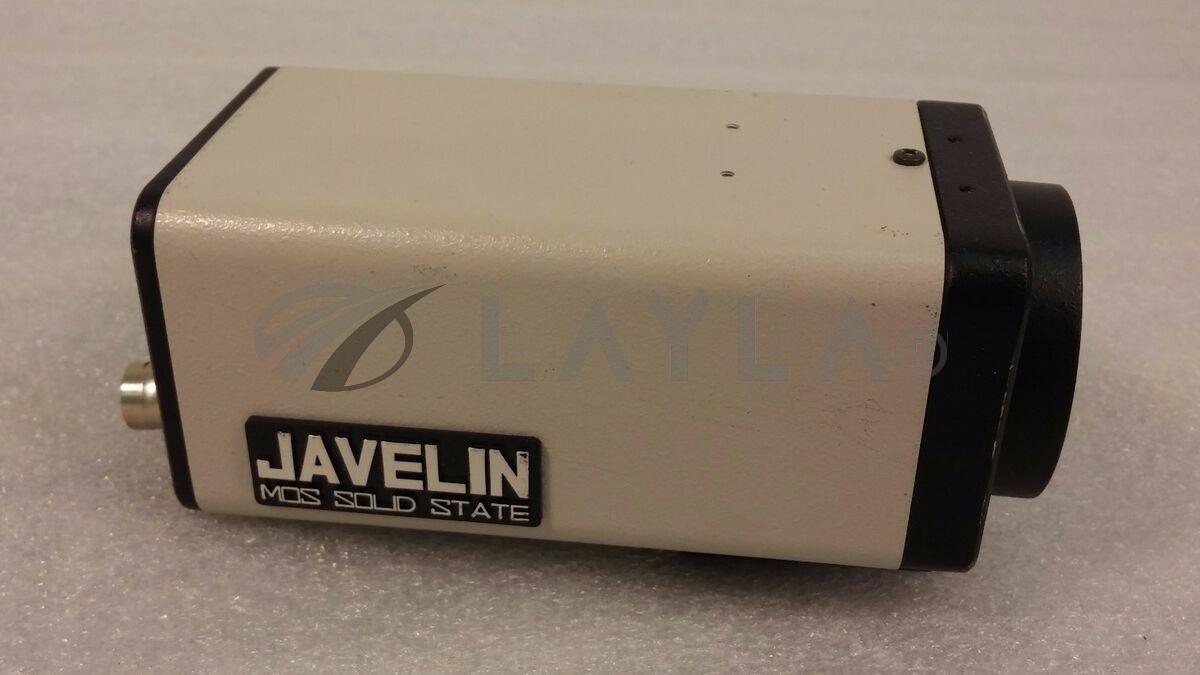 LAYLA®
JAVELIN
MOS SOLID STATE